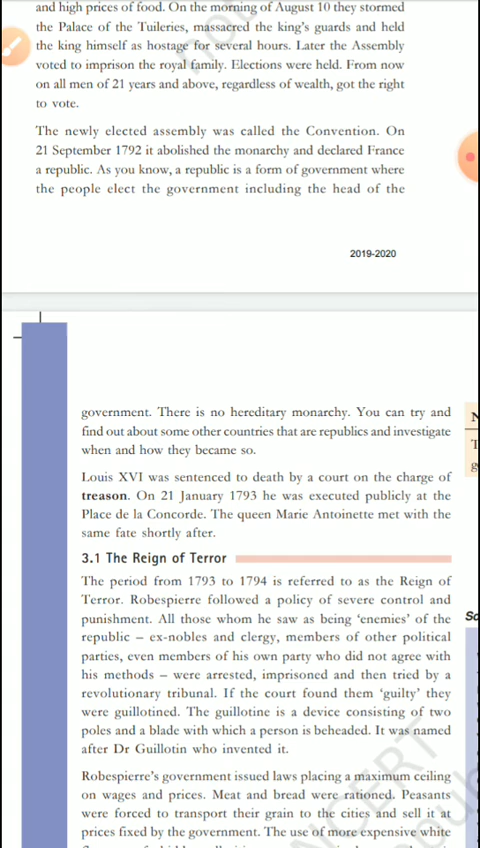 and high prices of food. On the morning of August 10 they stormed
the Palace of the Tuileries, massacred the king's guards and held
the king himself as hostage for several hours. Later the Assembly
voted to imprison the royal family. Elections were held. From now
on all men of 21 years and above, regardless of wealth, got the right
to vote.
The newly elected assembly was called the Convention. On
21 September 1792 it abolished the monarchy and declared France
a republic. As you know, a republic is a form of government where
the people elect the government including the head of the
2019-2020
government. There is no hereditary monarchy. You can try and
find out about some other countries that are republics and investigate
when and how they became so.
Louis XVI was sentenced to death by a court on the charge of
treason. On 21 January 1793 he was executed publicly at the
Place de la Concorde. The queen Marie Antoinette met with the
same fate shortly after.
3.1 The Reign of Terror
The period from 1793 to 1794 is referred to as the Reign of
Terror. Robespierre followed a policy of severe control and
punishment. All those whom he saw as being ‘enemies’ of the
republic – ex-nobles and clergy, members of other political
parties, even members of his own party who did not agree with
his methods – were arrested, imprisoned and then tried by a
revolutionary tribunal. If the court found them ‘guilty’ they
were guillotined. The guillotine is a device consisting of two
poles and a blade with which a person is beheaded. It was named
after Dr Guillotin who invented it.
Robespierre's government issued laws placing a maximum ceiling
on wages and prices. Meat and bread were rationed. Peasants
were forced to transport their grain to the cities and sell it at
prices fixed by the government. The use of more expensive white
NCERT